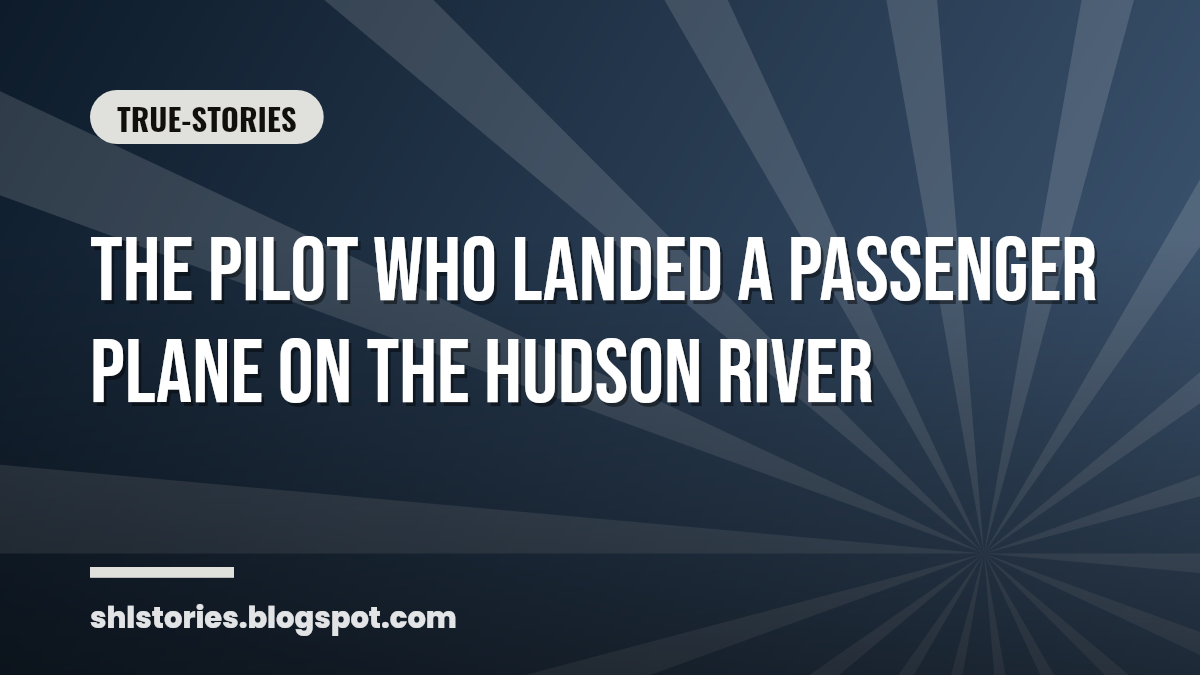 TRUE-STORIES
THE PILOT WHO LANDED A PASSENGER
PLANE ON THE HUDSON RIVER
shlstories.blogspot.com